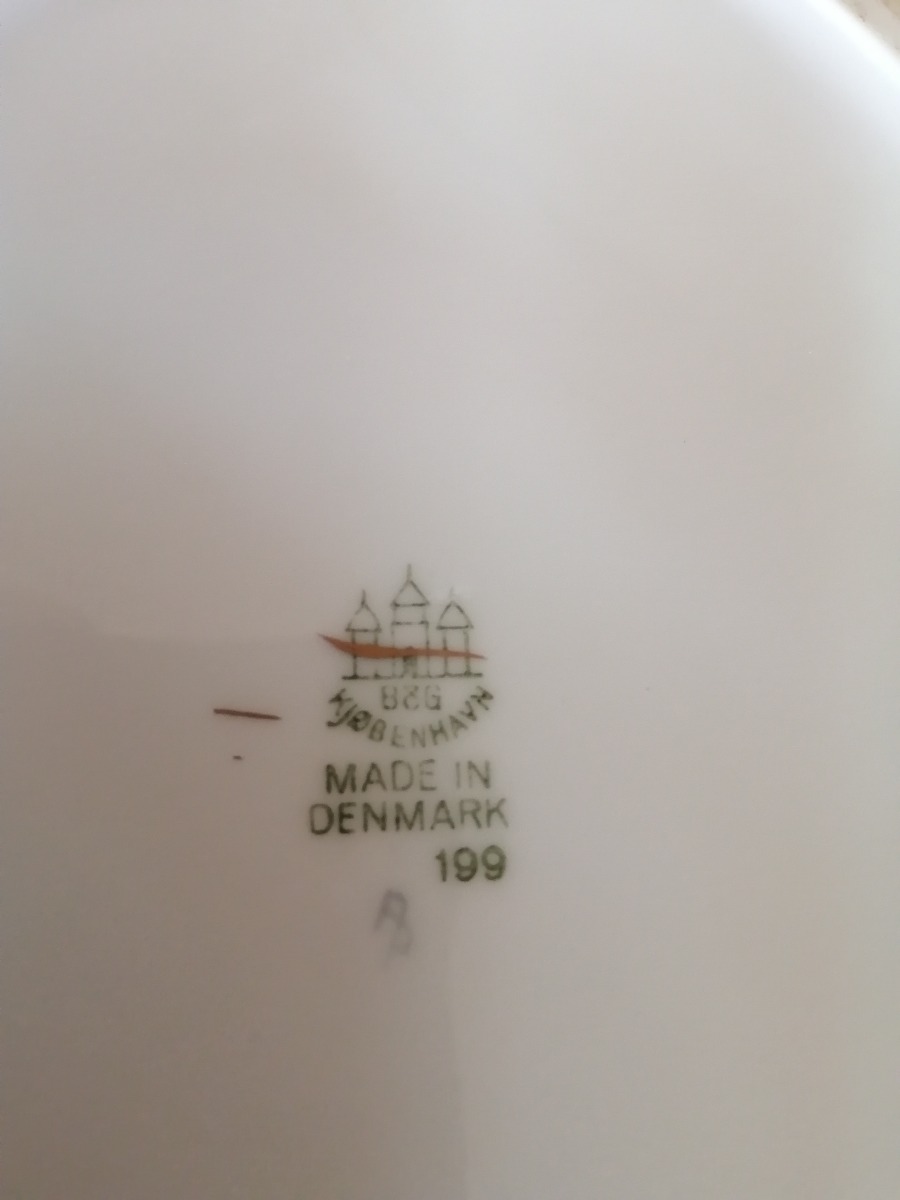 B&G
KJØBENHAVN
MADE IN
DENMARK
199